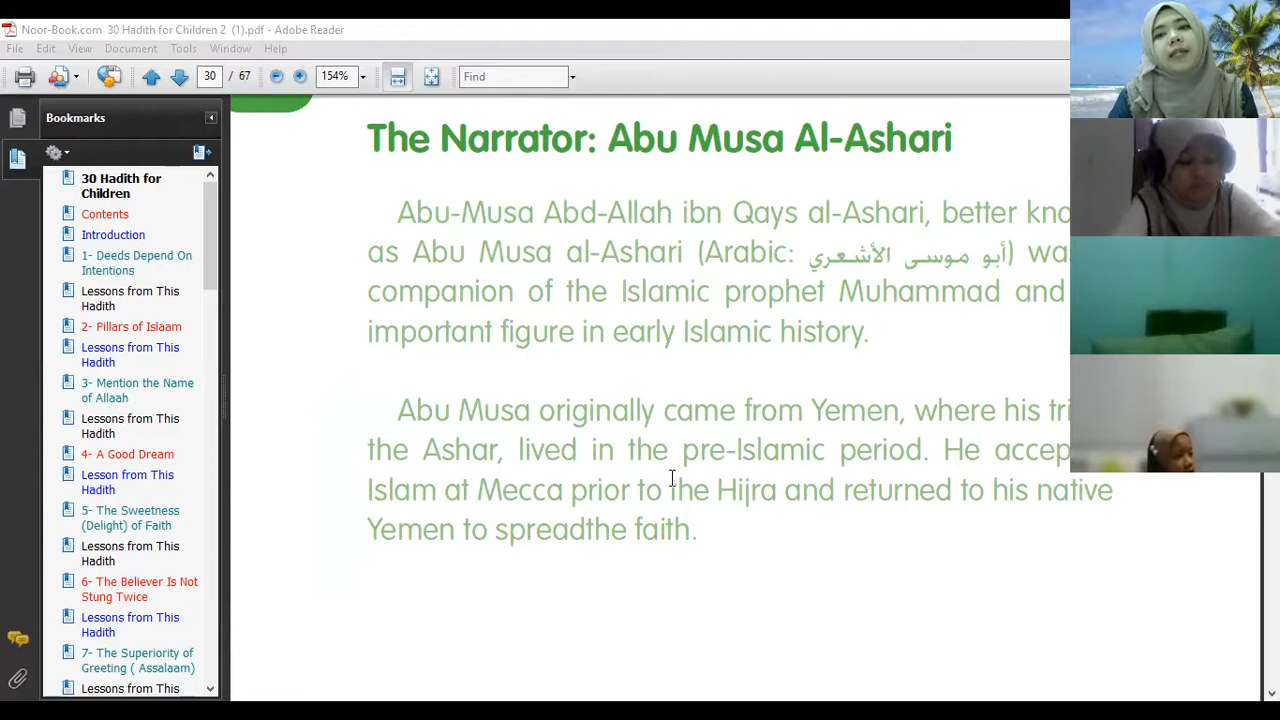 Noor-Book.com 30 Hadith for Children 2 (1).pdf - Adobe Reader
File Edit View Document Tools Window Help
30 / 67 154% Find
Bookmarks
30 Hadith for
Children
Contents
Introduction
1- Deeds Depend On
Intentions
Lessons from This
Hadith
2- Pillars of Islaam
Lessons from This
Hadith
3- Mention the Name
of Allaah
Lessons from This
Hadith
4- A Good Dream
Lesson from This
Hadith
5- The Sweetness
(Delight) of Faith
Lessons from This
Hadith
6- The Believer Is Not
Stung Twice
Lessons from This
Hadith
7- The Superiority of
Greeting ( Assalaam)
Lessons from This
The Narrator: Abu Musa Al-Ashari
Abu-Musa Abd-Allah ibn Qays al-Ashari, better
as Abu Musa al-Ashari (Arabic: أبو موسى الأشعري)
companion of the Islamic prophet Muhammad and
important figure in early Islamic history.
Abu Musa originally came from Yemen, where his
the Ashar, lived in the pre-Islamic period. He
Islam at Mecca prior to the Hijra and returned to his native
Yemen to spreadthe faith.